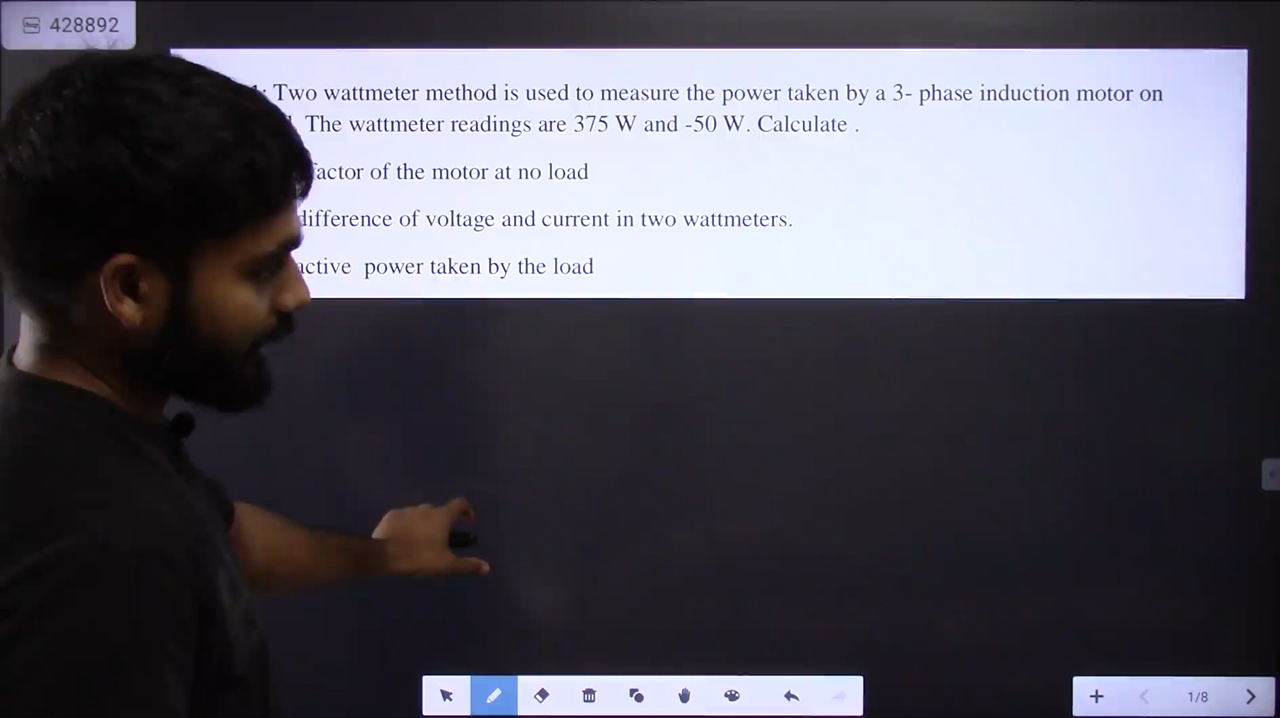 428892
: Two wattmeter method is used to measure the power taken by a 3- phase induction motor on
. The wattmeter readings are 375 W and -50 W. Calculate .
factor of the motor at no load
difference of voltage and current in two wattmeters.
active power taken by the load
1/8